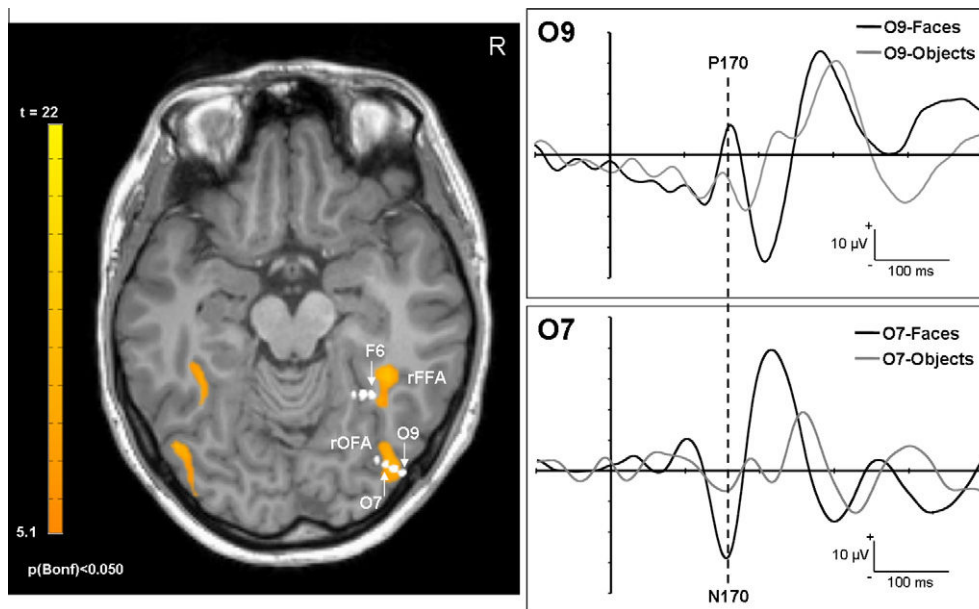 R
t = 22
5.1
p(Bonf)<0.050
F6
rFFA
rOFA
O9
O7
O9
O9-Faces
O9-Objects
P170
+
10 µV
-
100 ms
O7
O7-Faces
O7-Objects
+
10 µV
-
100 ms
N170